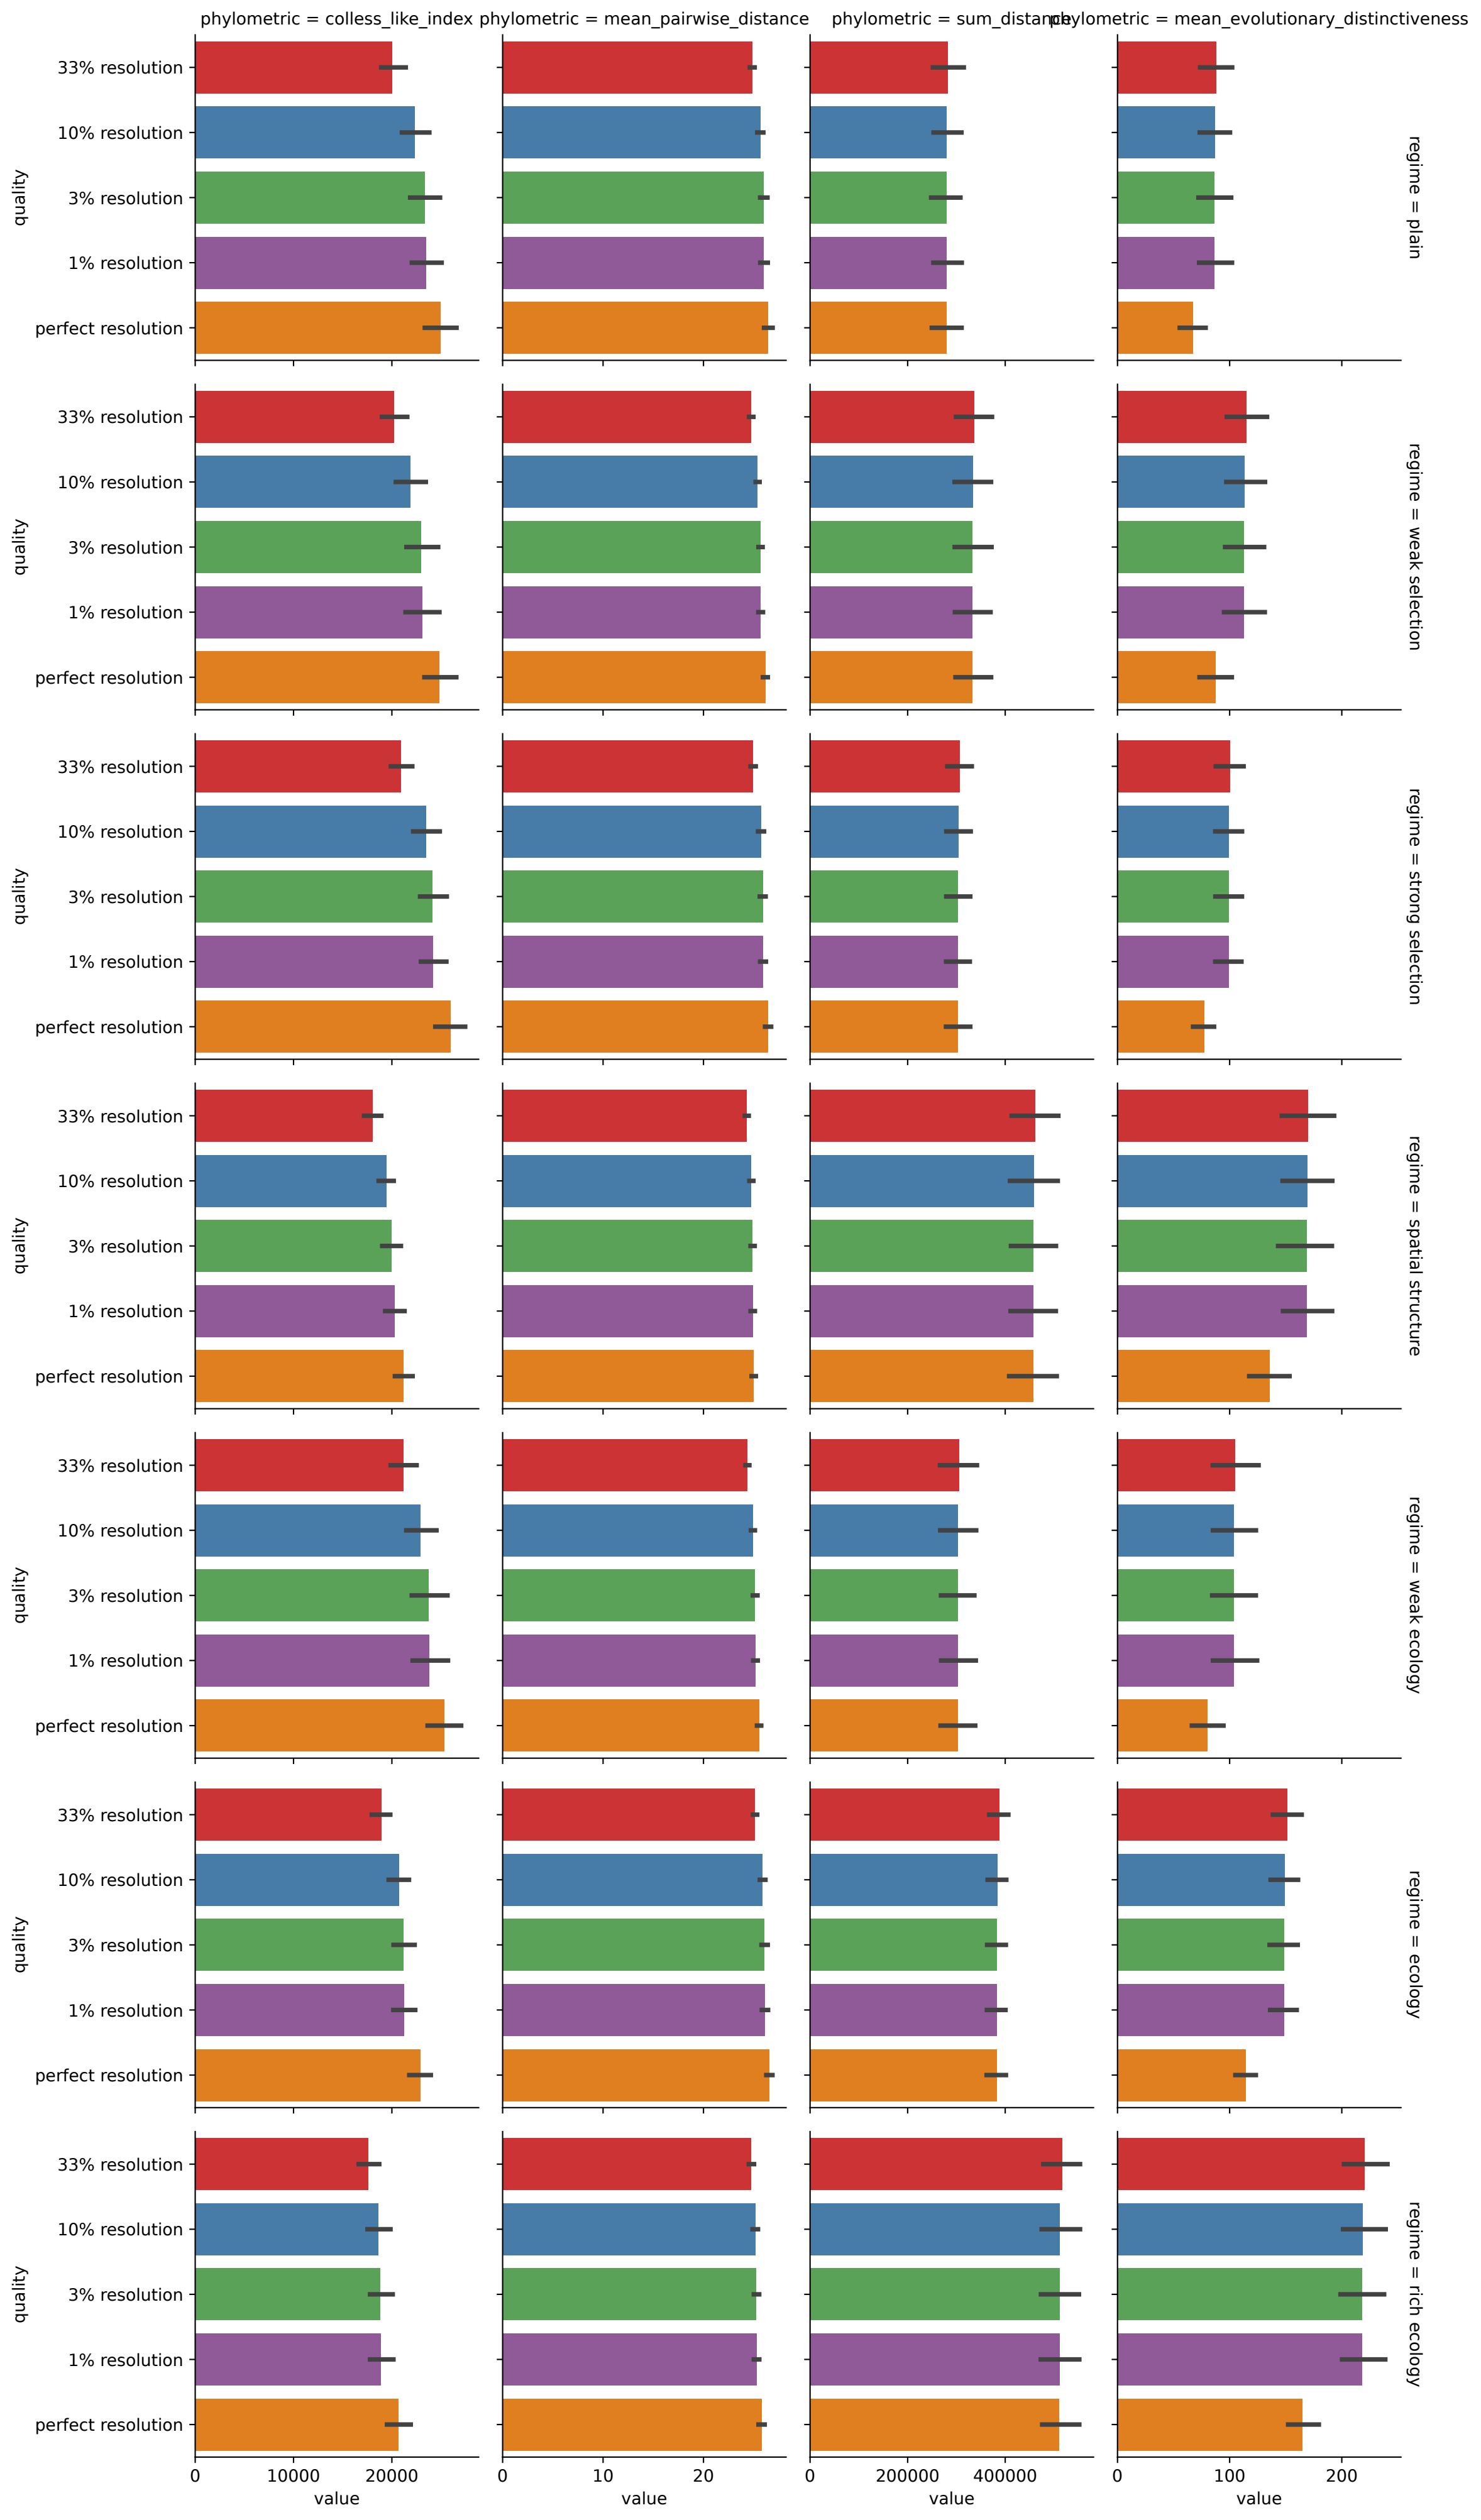 phylometric = colless_like_index
phylometric = mean_pairwise_distance
phylometric = sum_distance
phylometric = mean_evolutionary_distinctiveness
33% resolution
10% resolution
3% resolution
1% resolution
perfect resolution
quality
regime = plain
33% resolution
10% resolution
3% resolution
1% resolution
perfect resolution
quality
regime = weak selection
33% resolution
10% resolution
3% resolution
1% resolution
perfect resolution
quality
regime = strong selection
33% resolution
10% resolution
3% resolution
1% resolution
perfect resolution
quality
regime = spatial structure
33% resolution
10% resolution
3% resolution
1% resolution
perfect resolution
quality
regime = weak ecology
33% resolution
10% resolution
3% resolution
1% resolution
perfect resolution
quality
regime = ecology
33% resolution
10% resolution
3% resolution
1% resolution
perfect resolution
quality
regime = rich ecology
0 10000 20000
0 10 20
0 200000 400000
0 100 200
value
value
value
value